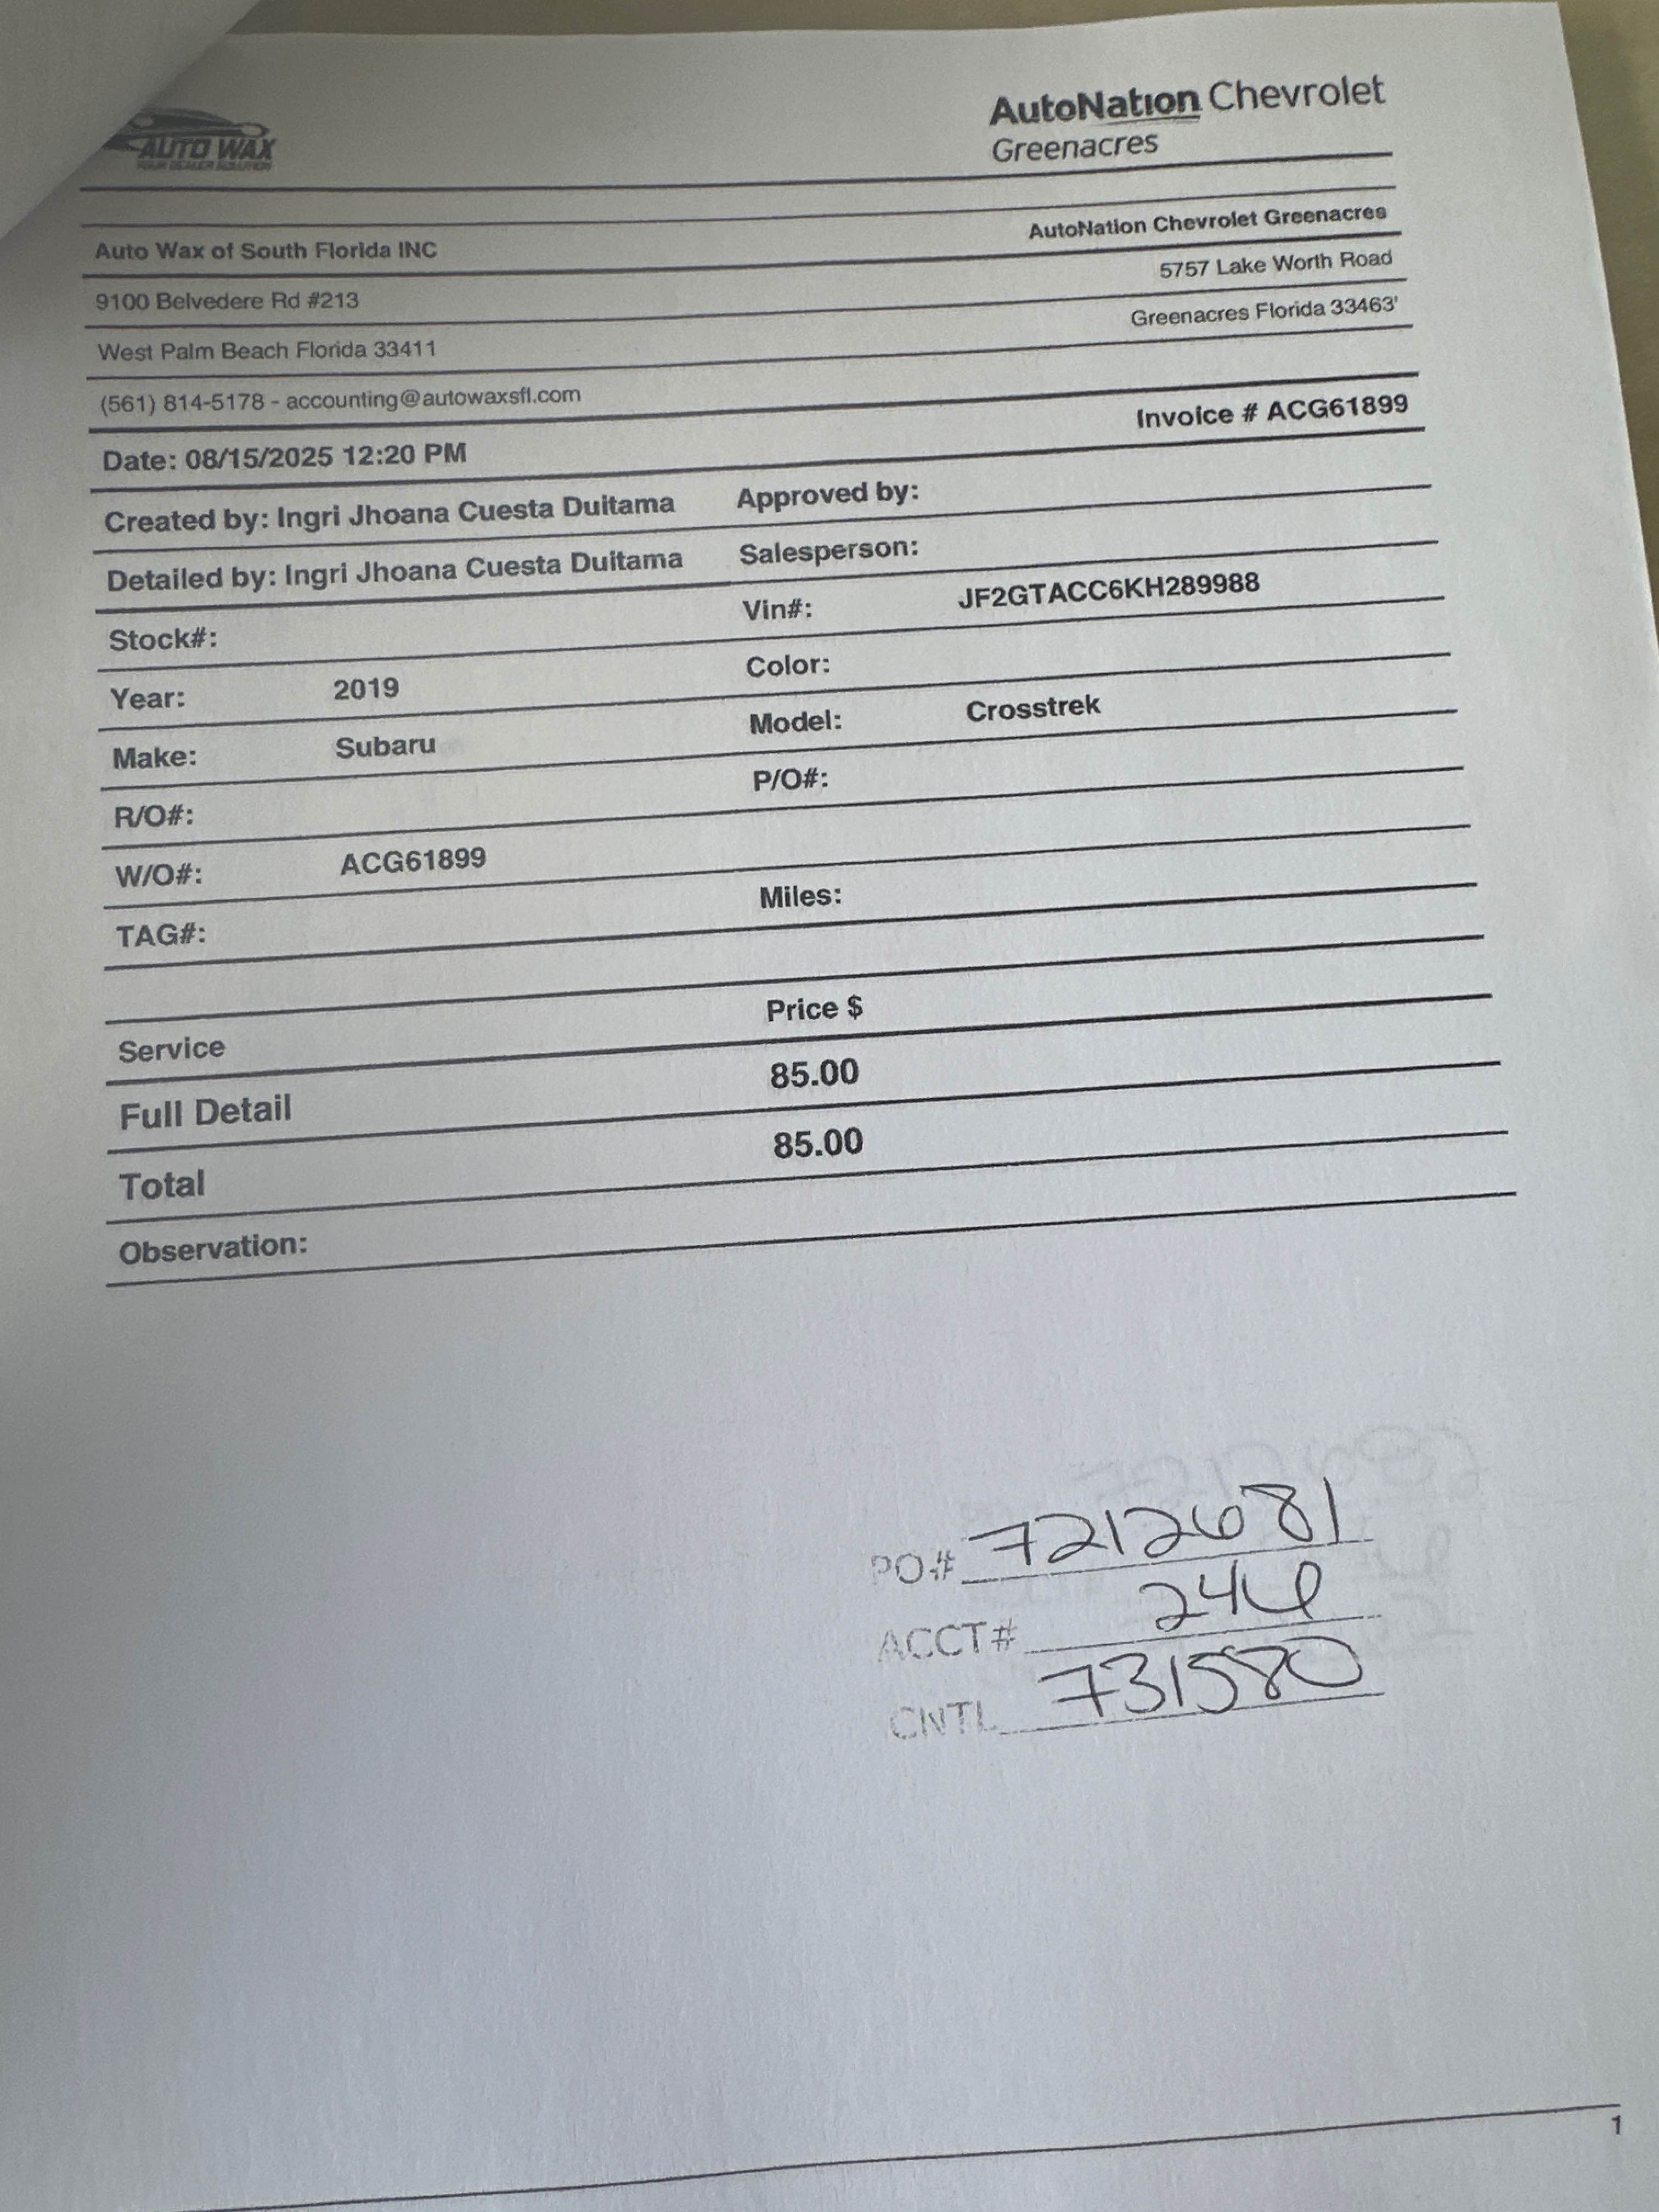 AUTO WAX
YOUR DEALER SOLUTION
AutoNation Chevrolet
Greenacres
Auto Wax of South Florida INC
AutoNation Chevrolet Greenacres
9100 Belvedere Rd #213
5757 Lake Worth Road
West Palm Beach Florida 33411
Greenacres Florida 33463'
(561) 814-5178 - accounting@autowaxsfl.com
Date: 08/15/2025 12:20 PM
Invoice # ACG61899
Created by: Ingri Jhoana Cuesta Duitama
Approved by:
Detailed by: Ingri Jhoana Cuesta Duitama
Salesperson:
Stock#:
Vin#: JF2GTACC6KH289988
Year: 2019
Color:
Make: Subaru
Model: Crosstrek
R/O#:
P/O#:
W/O#: ACG61899
TAG#:
Miles:
Service Price $
Full Detail 85.00
Total 85.00
Observation:
PO# 7212681
ACCT# 246
CNTL 731580
1